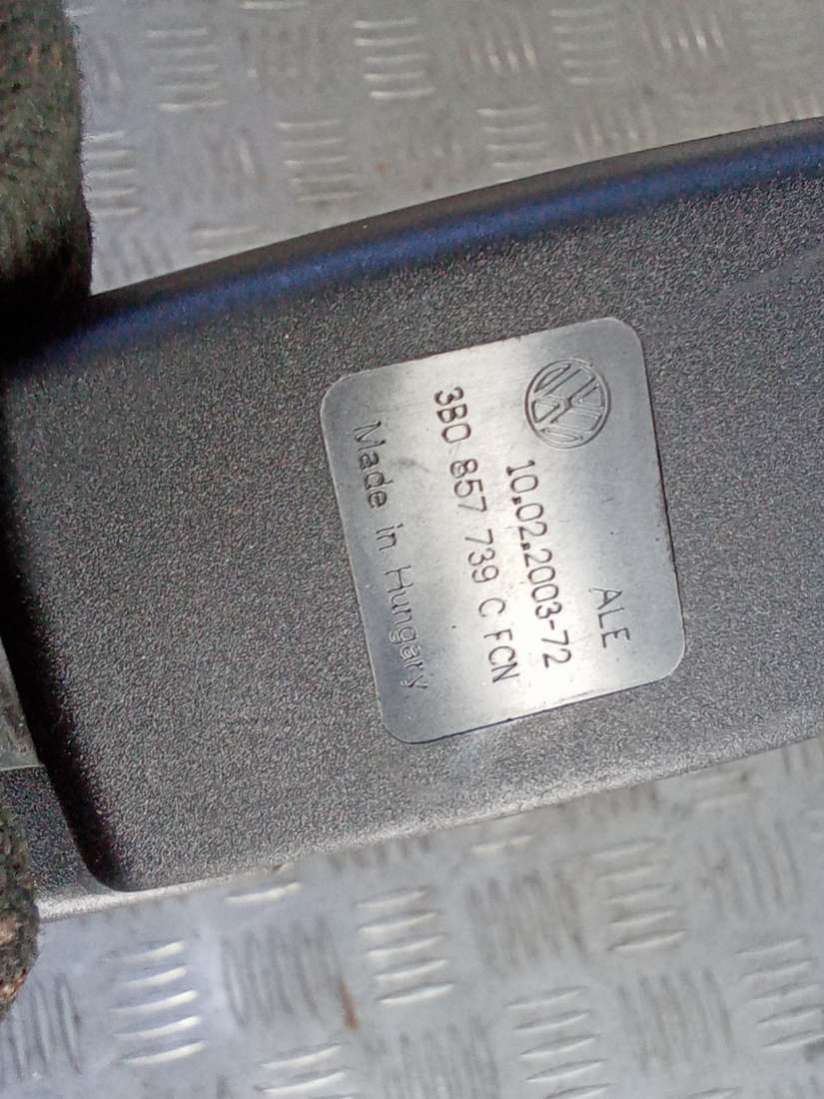 ALE
10.02.2003-72
3B0 857 739 C FCN
Made in Hungary